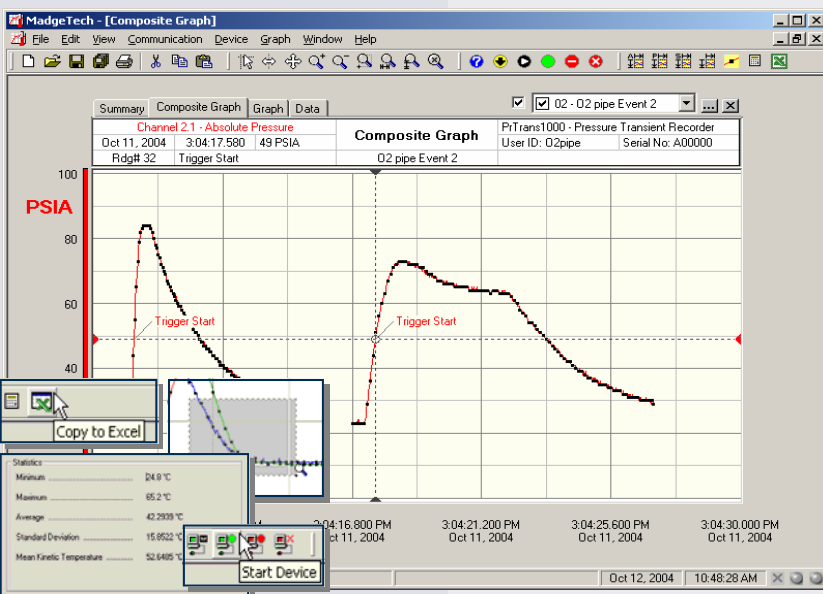 MadgeTech - [Composite Graph]
File Edit View Communication Device Graph Window Help
Summary Composite Graph Graph Data
O2 - O2 pipe Event 2
Channel 2.1 - Absolute Pressure
Composite Graph
PrTrans1000 - Pressure Transient Recorder
Oct 11, 2004 3:04:17.580 49 PSIA
User ID: O2pipe Serial No: A00000
Rdg# 32 Trigger Start
O2 pipe Event 2
100
PSIA
80
60
40
Trigger Start
Trigger Start
Copy to Excel
Statistics
Minimum 24.8 °C
Maximum 65.2 °C
Average 42.2939 °C
Standard Deviation 15.8522 °C
Mean Kinetic Temperature 52.6485 °C
Start Device
3:04:16.800 PM 3:04:21.200 PM 3:04:25.600 PM 3:04:30.000 PM
Oct 11, 2004 Oct 11, 2004 Oct 11, 2004
Oct 12, 2004 10:48:28 AM